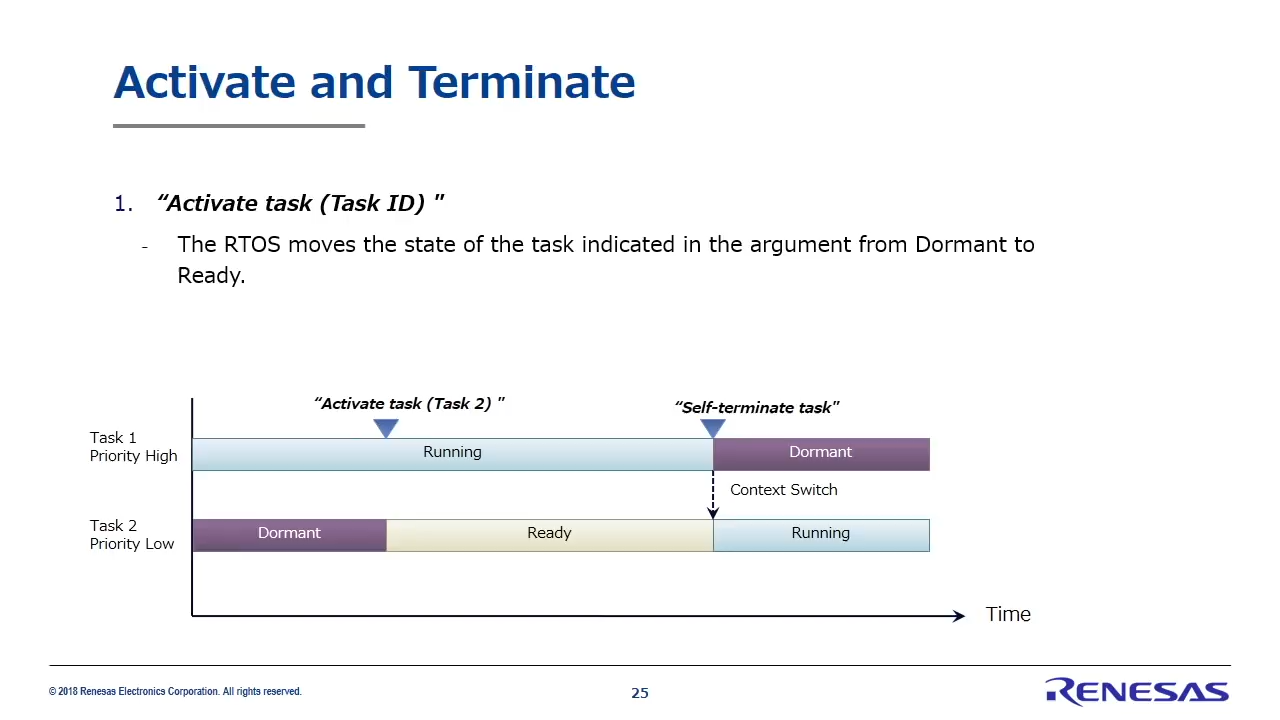 Activate and Terminate
1. “Activate task (Task ID) "
- The RTOS moves the state of the task indicated in the argument from Dormant to
Ready.
“Activate task (Task 2) "
“Self-terminate task"
Task 1
Priority High
Running
Dormant
Context Switch
Task 2
Priority Low
Dormant
Ready
Running
Time
© 2018 Renesas Electronics Corporation. All rights reserved.
25
RENESAS